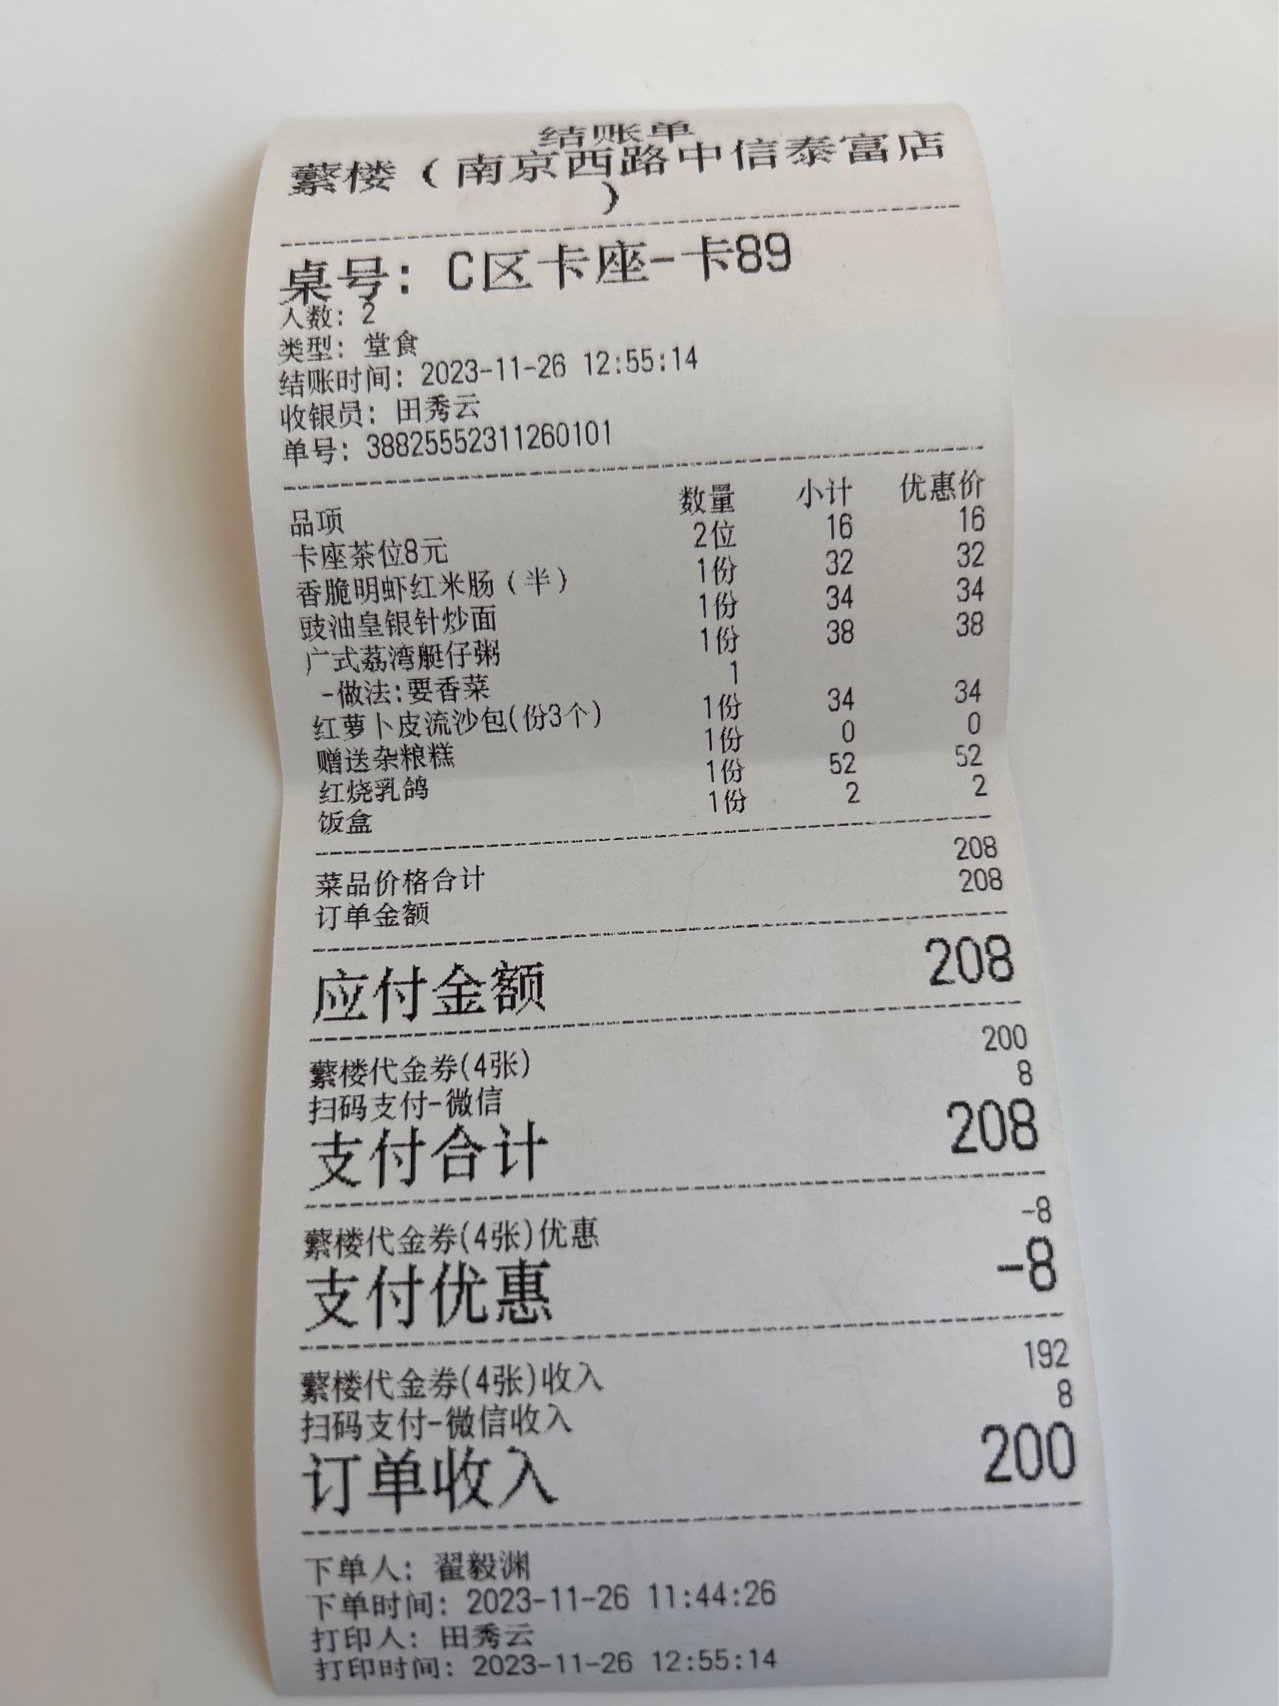 结账单
蘩楼（南京西路中信泰富店
）
桌号：C区卡座-卡89
人数：2
类型：堂食
结账时间：2023-11-26 12:55:14
收银员：田秀云
单号：38825552311260101
品项 数量 小计 优惠价
卡座茶位8元 2位 16 16
香脆明虾红米肠（半） 1份 32 32
豉油皇银针炒面 1份 34 34
广式荔湾艇仔粥 1份 38 38
-做法:要香菜 1
红萝卜皮流沙包(份3个) 1份 34 34
赠送杂粮糕 1份 0 0
红烧乳鸽 1份 52 52
饭盒 1份 2 2
菜品价格合计 208
订单金额 208
应付金额 208
蘩楼代金券(4张) 200
扫码支付-微信 8
支付合计 208
蘩楼代金券(4张)优惠 -8
支付优惠 -8
蘩楼代金券(4张)收入 192
扫码支付-微信收入 8
订单收入 200
下单人：翟毅渊
下单时间：2023-11-26 11:44:26
打印人：田秀云
打印时间：2023-11-26 12:55:14